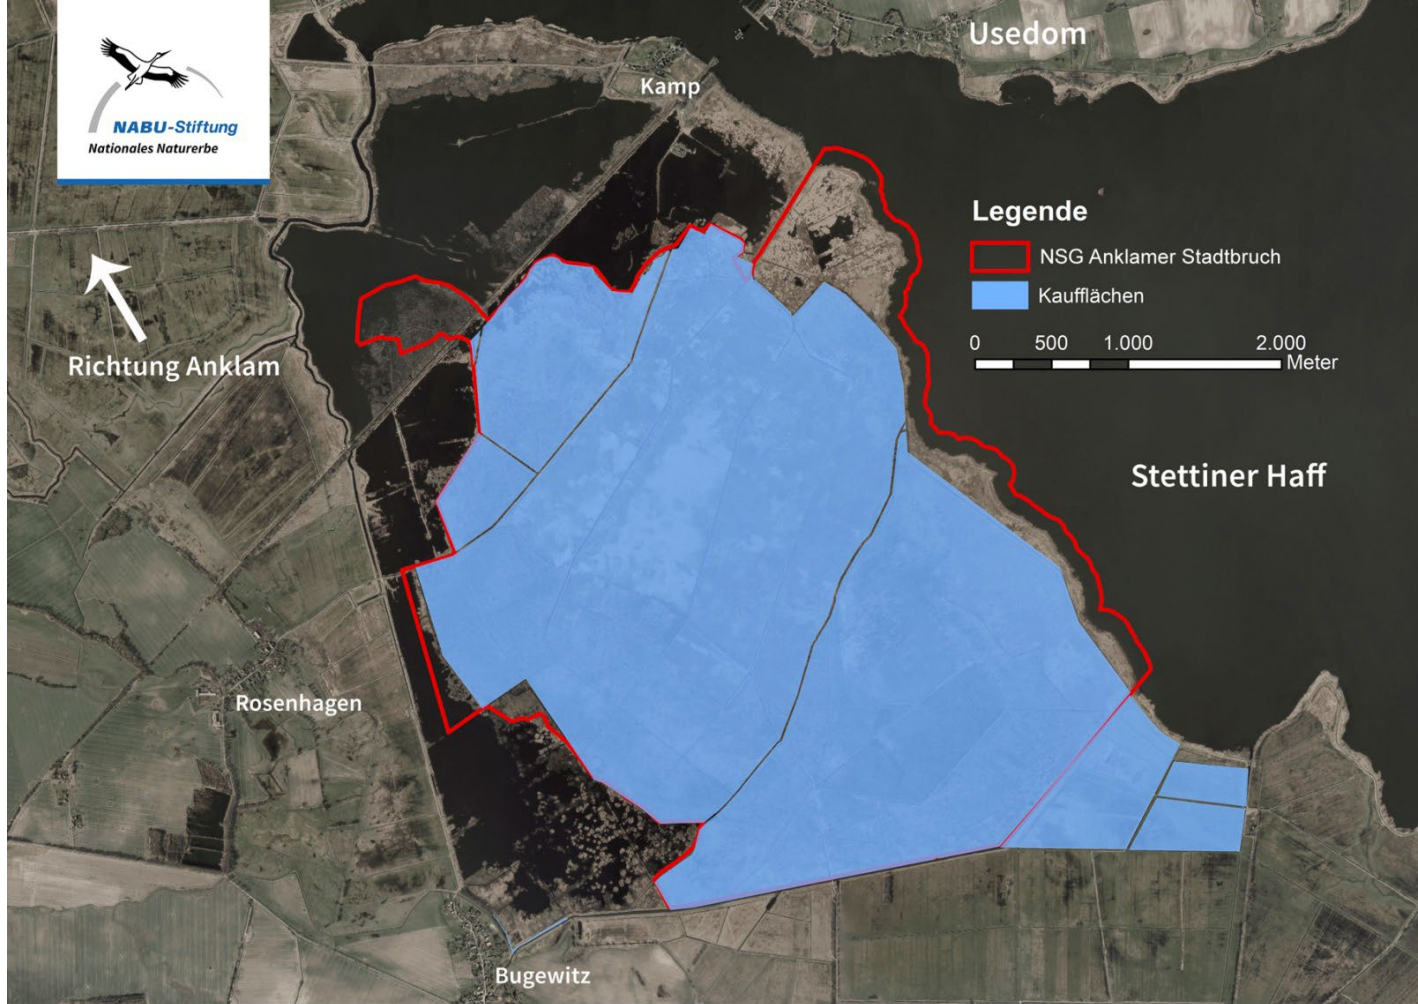 NABU-Stiftung
Nationales Naturerbe
Usedom
Kamp
Legende
NSG Anklamer Stadtbruch
Kaufflächen
0 500 1.000 2.000
Meter
Richtung Anklam
Stettiner Haff
Rosenhagen
Bugewitz